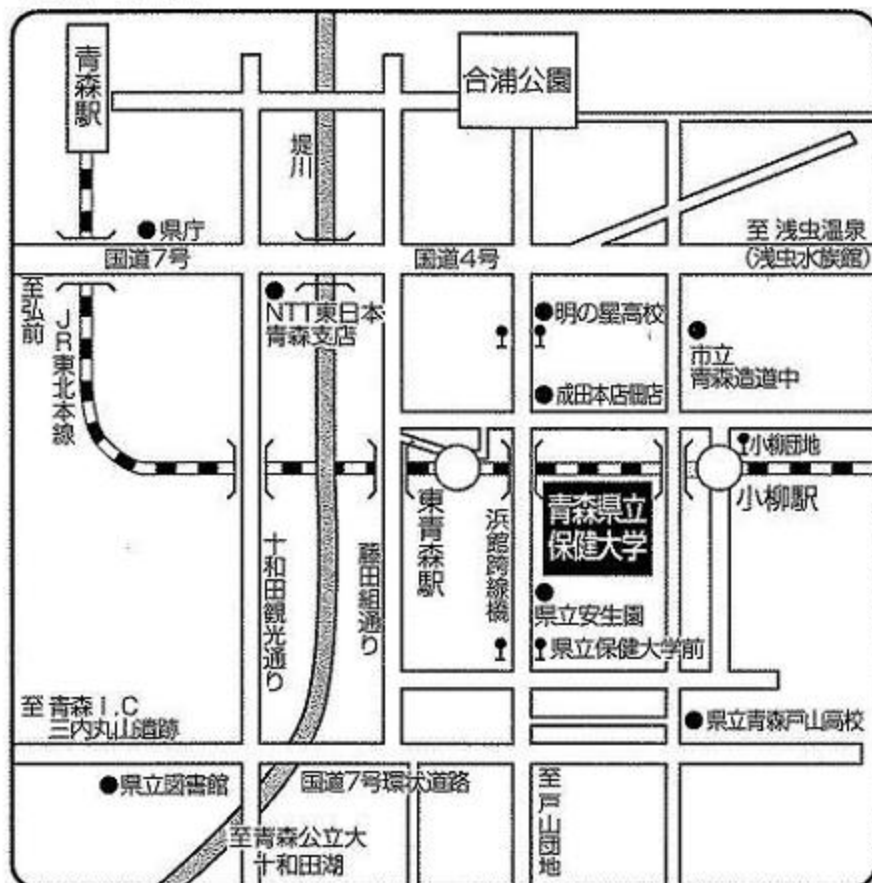 青森駅
合浦公園
堤川
県庁
至 浅虫温泉
(浅虫水族館)
国道7号
国道4号
至弘前
JR東北本線
NTT東日本
青森支店
明の星高校
市立
青森造道中
成田本店佃店
小柳団地
小柳駅
東青森駅
浜館跨線橋
青森県立
保健大学
十和田観光通り
藤田組通り
県立安生園
県立保健大学前
至 青森I.C
三内丸山遺跡
県立青森戸山高校
県立図書館
国道7号環状道路
至戸山団地
至青森公立大
十和田湖